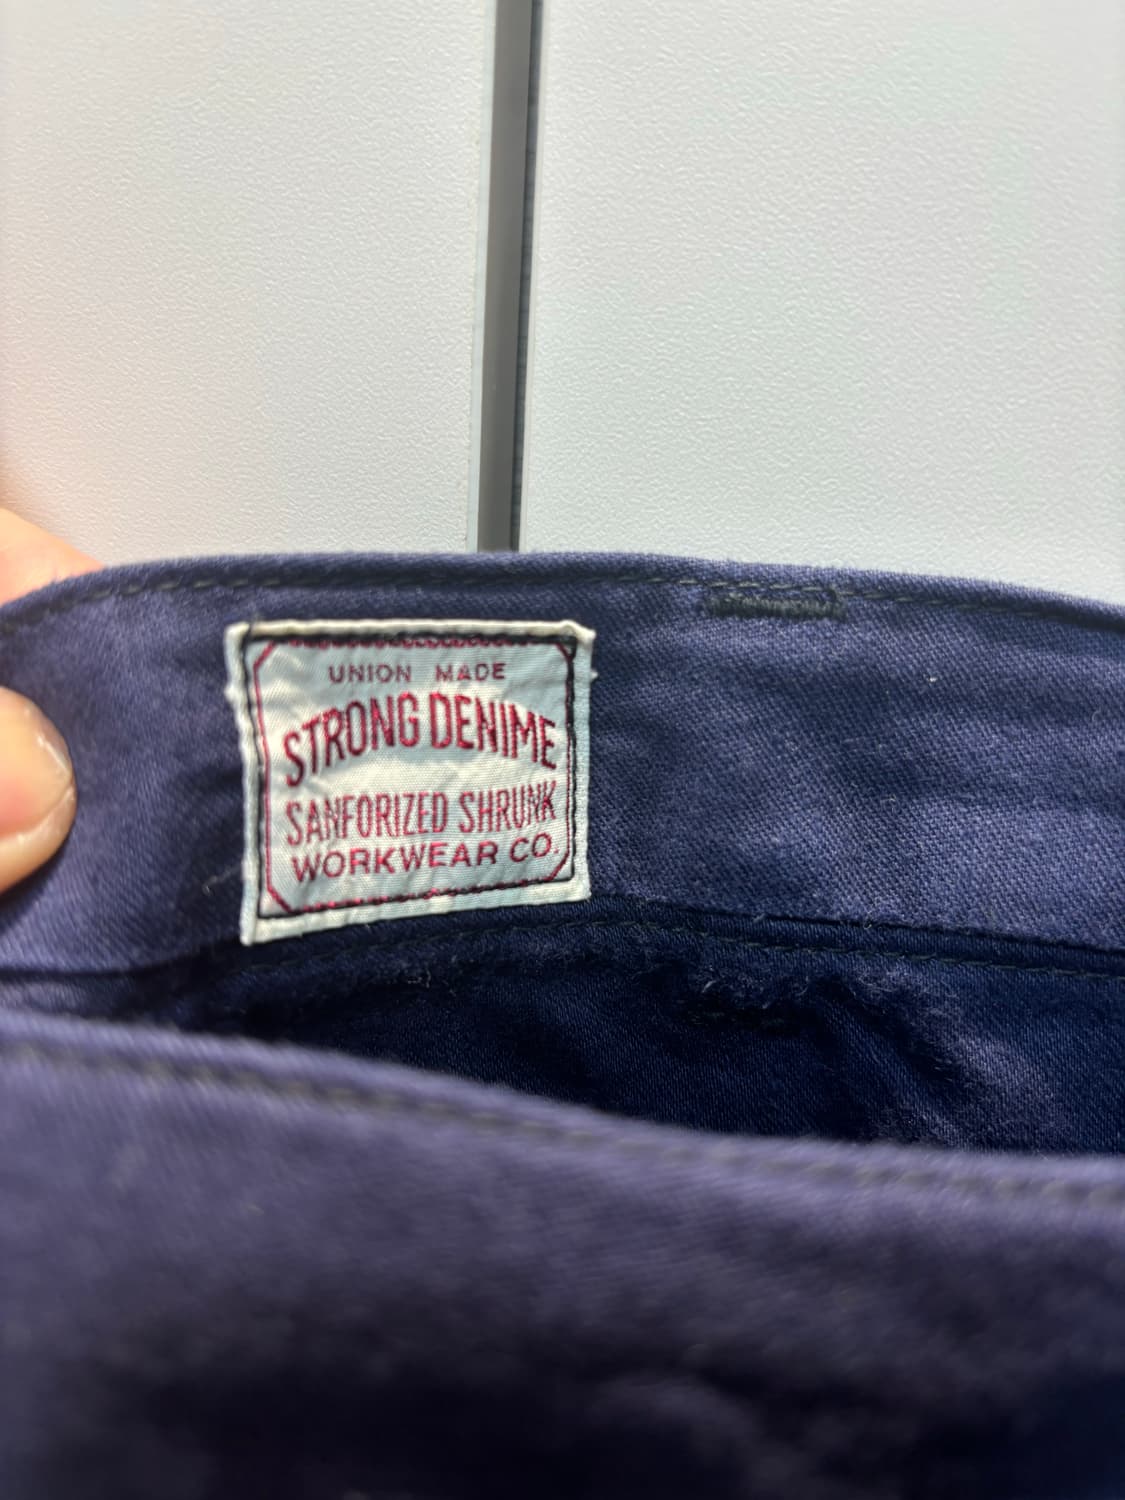 UNION MADE
STRONG DENIME
SANFORIZED SHRUNK
WORKWEAR CO.